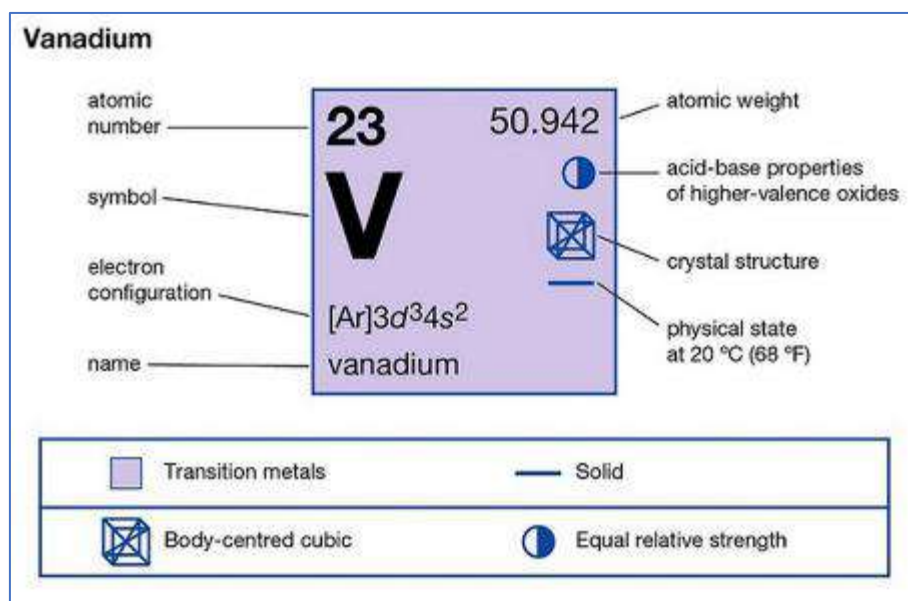 Vanadium
atomic
number
23
50.942
atomic weight
acid-base properties
of higher-valence oxides
symbol
V
crystal structure
electron
configuration
[Ar]3d³4s²
physical state
at 20 ºC (68 ºF)
name
vanadium
Transition metals
Solid
Body-centred cubic
Equal relative strength